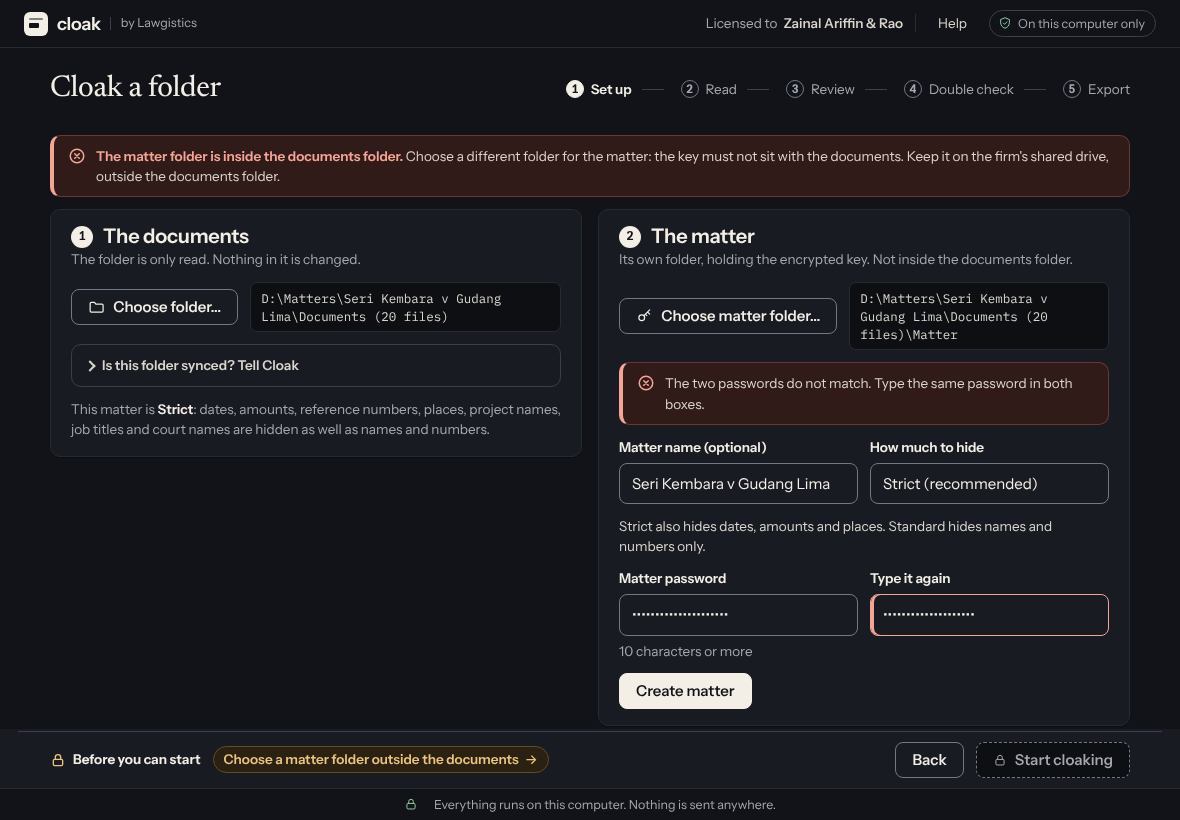 cloak
by Lawgistics
Licensed to Zainal Ariffin & Rao
Help
On this computer only
Cloak a folder
1 Set up
2 Read
3 Review
4 Double check
5 Export
The matter folder is inside the documents folder. Choose a different folder for the matter: the key must not sit with the documents. Keep it on the firm's shared drive,
outside the documents folder.
1 The documents
The folder is only read. Nothing in it is changed.
Choose folder...
D:\Matters\Seri Kembara v Gudang
Lima\Documents (20 files)
Is this folder synced? Tell Cloak
This matter is Strict: dates, amounts, reference numbers, places, project names,
job titles and court names are hidden as well as names and numbers.
2 The matter
Its own folder, holding the encrypted key. Not inside the documents folder.
Choose matter folder...
D:\Matters\Seri Kembara v
Gudang Lima\Documents (20
files)\Matter
The two passwords do not match. Type the same password in both
boxes.
Matter name (optional)
How much to hide
Seri Kembara v Gudang Lima
Strict (recommended)
Strict also hides dates, amounts and places. Standard hides names and
numbers only.
Matter password
Type it again
10 characters or more
Create matter
Before you can start
Choose a matter folder outside the documents →
Back
Start cloaking
Everything runs on this computer. Nothing is sent anywhere.